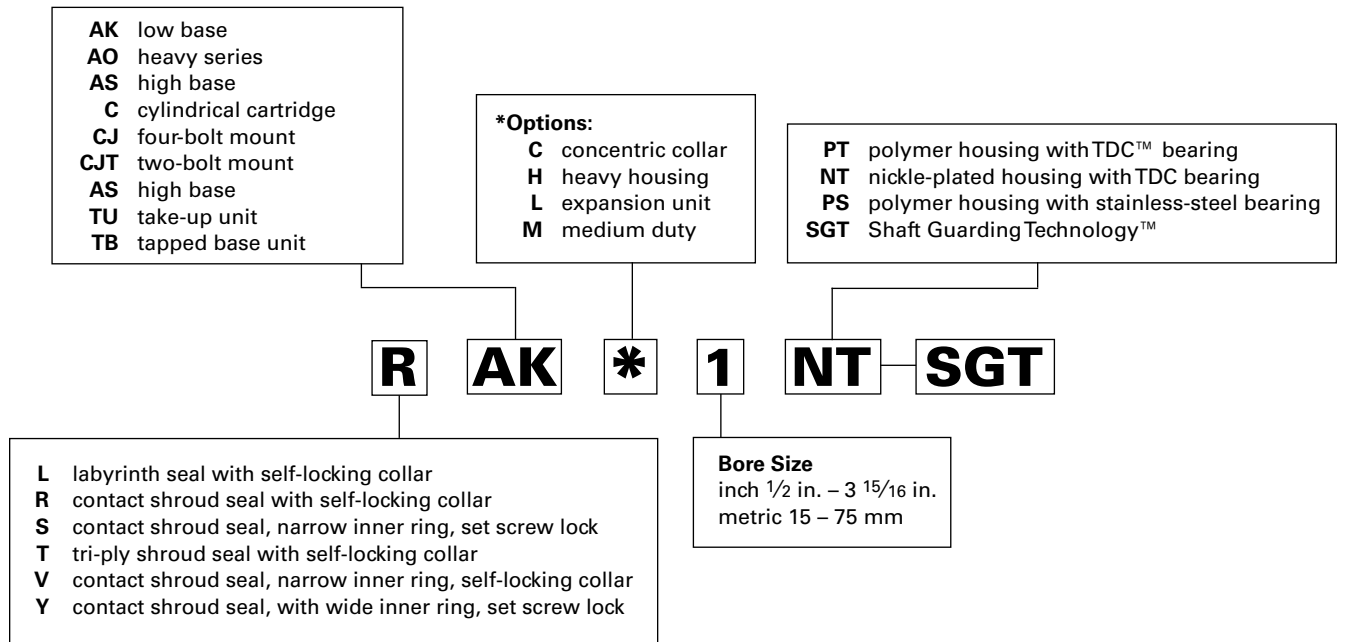 AK low base
AO heavy series
AS high base
C cylindrical cartridge
CJ four-bolt mount
CJT two-bolt mount
AS high base
TU take-up unit
TB tapped base unit
*Options:
C concentric collar
H heavy housing
L expansion unit
M medium duty
PT polymer housing with TDC™ bearing
NT nickle-plated housing with TDC bearing
PS polymer housing with stainless-steel bearing
SGT Shaft Guarding Technology™
R AK * 1 NT SGT
L labyrinth seal with self-locking collar
R contact shroud seal with self-locking collar
S contact shroud seal, narrow inner ring, set screw lock
T tri-ply shroud seal with self-locking collar
V contact shroud seal, narrow inner ring, self-locking collar
Y contact shroud seal, with wide inner ring, set screw lock
Bore Size
inch 1/2 in. – 3 15/16 in.
metric 15 – 75 mm